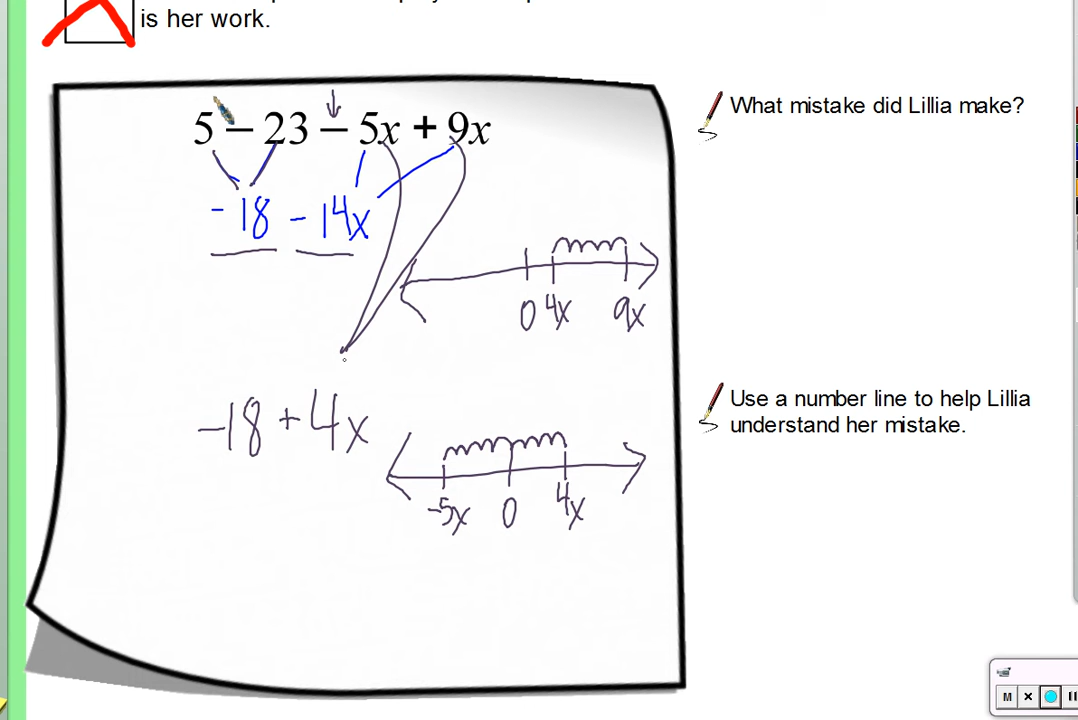 is her work.
5 – 23 – 5x + 9x
-18 - 14x
What mistake did Lillia make?
0 4x 9x
-18 + 4x
Use a number line to help Lillia
understand her mistake.
-5x 0 4x
M